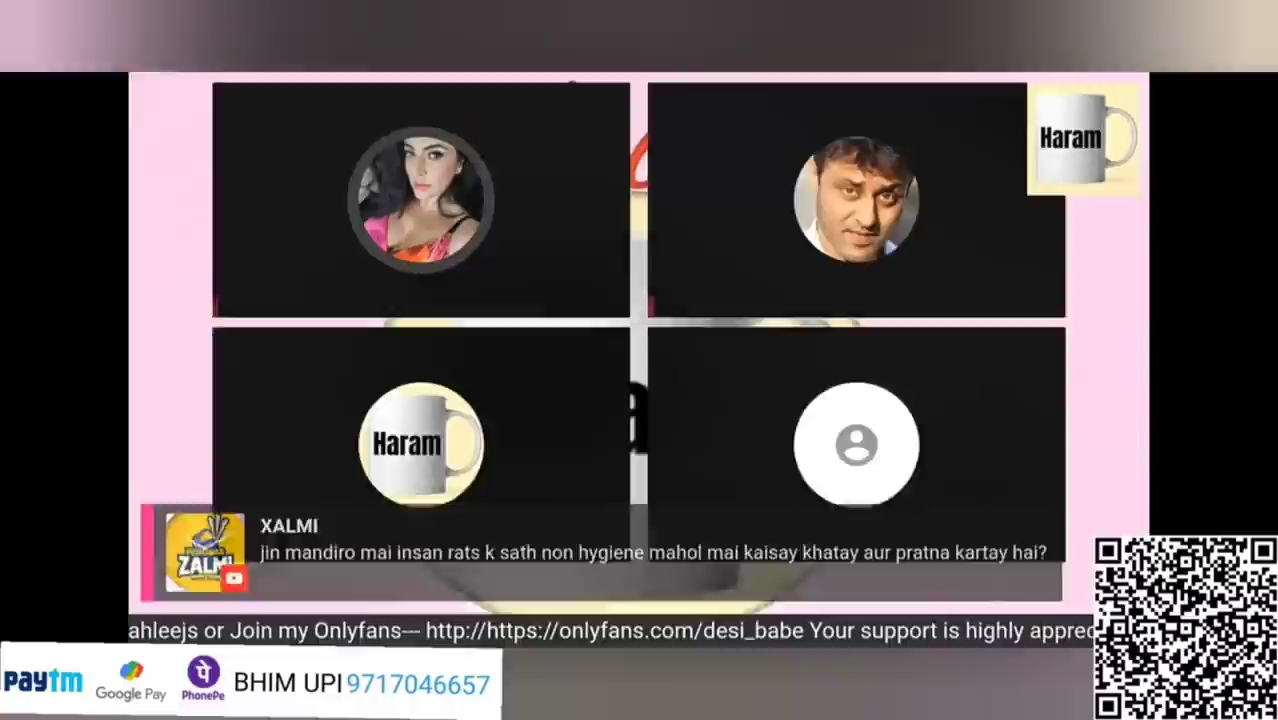 Haram
Haram
XALMI
jin mandiro mai insan rats k sath non hygiene mahol mai kaisay khatay aur pratna kartay hai?
ZALMI
ahleejs or Join my Onlyfans--- http://https://onlyfans.com/desi_babe Your support is highly apprec
paytm
Google Pay
PhonePe
BHIM UPI 9717046657